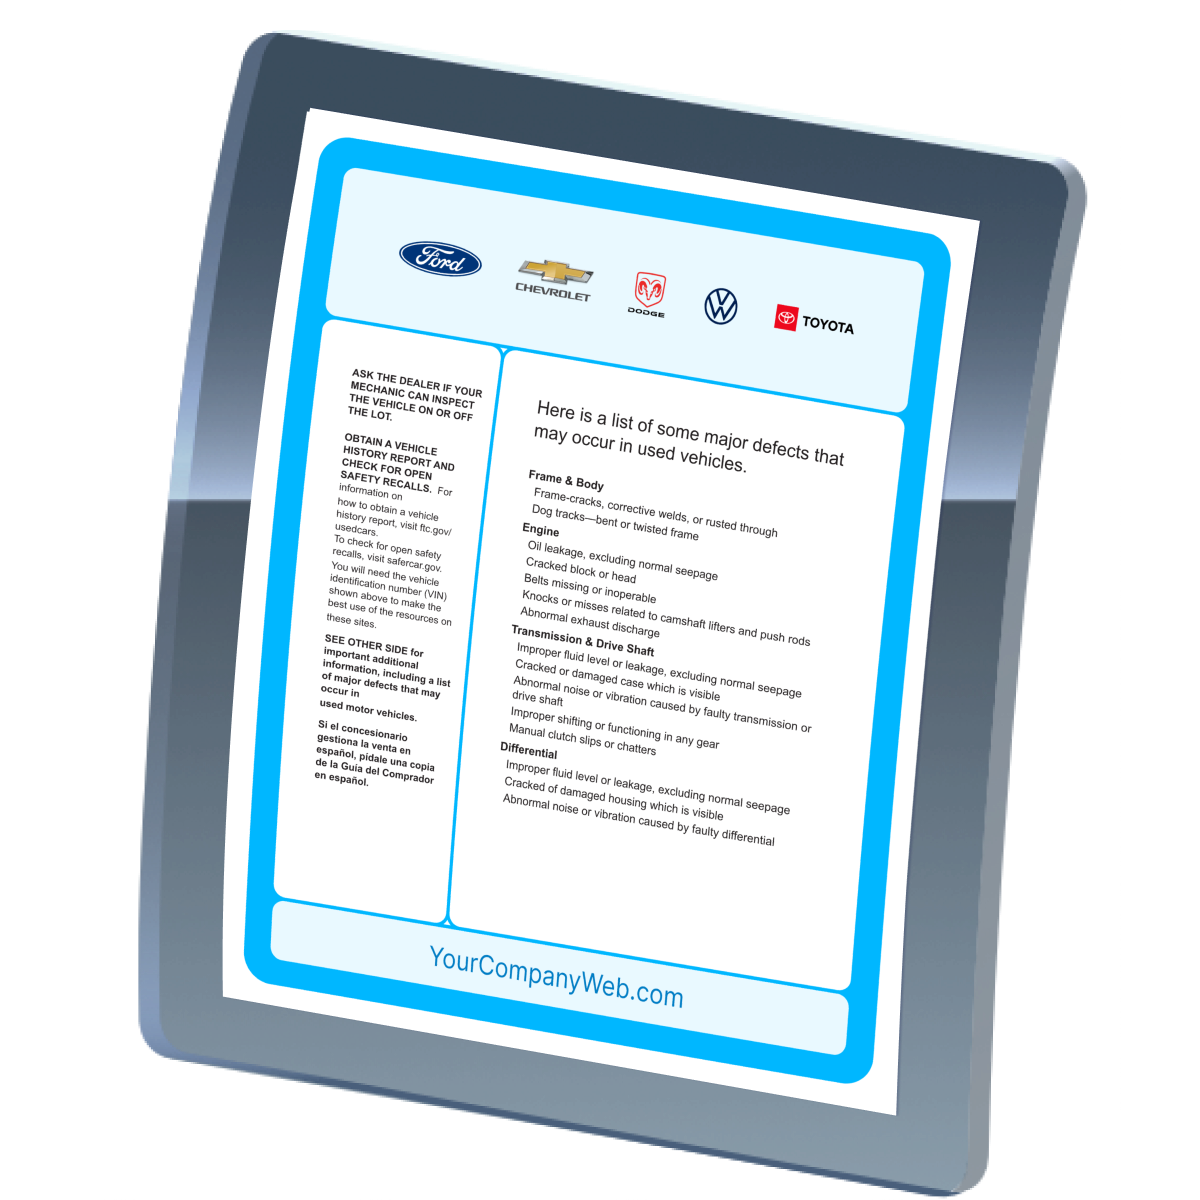 Ford
CHEVROLET
DODGE
TOYOTA
ASK THE DEALER IF YOUR
MECHANIC CAN INSPECT
THE VEHICLE ON OR OFF
THE LOT.
OBTAIN A VEHICLE
HISTORY REPORT AND
CHECK FOR OPEN
SAFETY RECALLS. For
information on
how to obtain a vehicle
history report, visit ftc.gov/
usedcars.
To check for open safety
recalls, visit safercar.gov.
You will need the vehicle
identification number (VIN)
shown above to make the
best use of the resources on
these sites.
SEE OTHER SIDE for
important additional
information, including a list
of major defects that may
occur in
used motor vehicles.
Si el concesionario
gestiona la venta en
español, pídale una copia
de la Guía del Comprador
en español.
Here is a list of some major defects that
may occur in used vehicles.
Frame & Body
Frame-cracks, corrective welds, or rusted through
Dog tracks—bent or twisted frame
Engine
Oil leakage, excluding normal seepage
Cracked block or head
Belts missing or inoperable
Knocks or misses related to camshaft lifters and push rods
Abnormal exhaust discharge
Transmission & Drive Shaft
Improper fluid level or leakage, excluding normal seepage
Cracked or damaged case which is visible
Abnormal noise or vibration caused by faulty transmission or
drive shaft
Improper shifting or functioning in any gear
Manual clutch slips or chatters
Differential
Improper fluid level or leakage, excluding normal seepage
Cracked of damaged housing which is visible
Abnormal noise or vibration caused by faulty differential
YourCompanyWeb.com